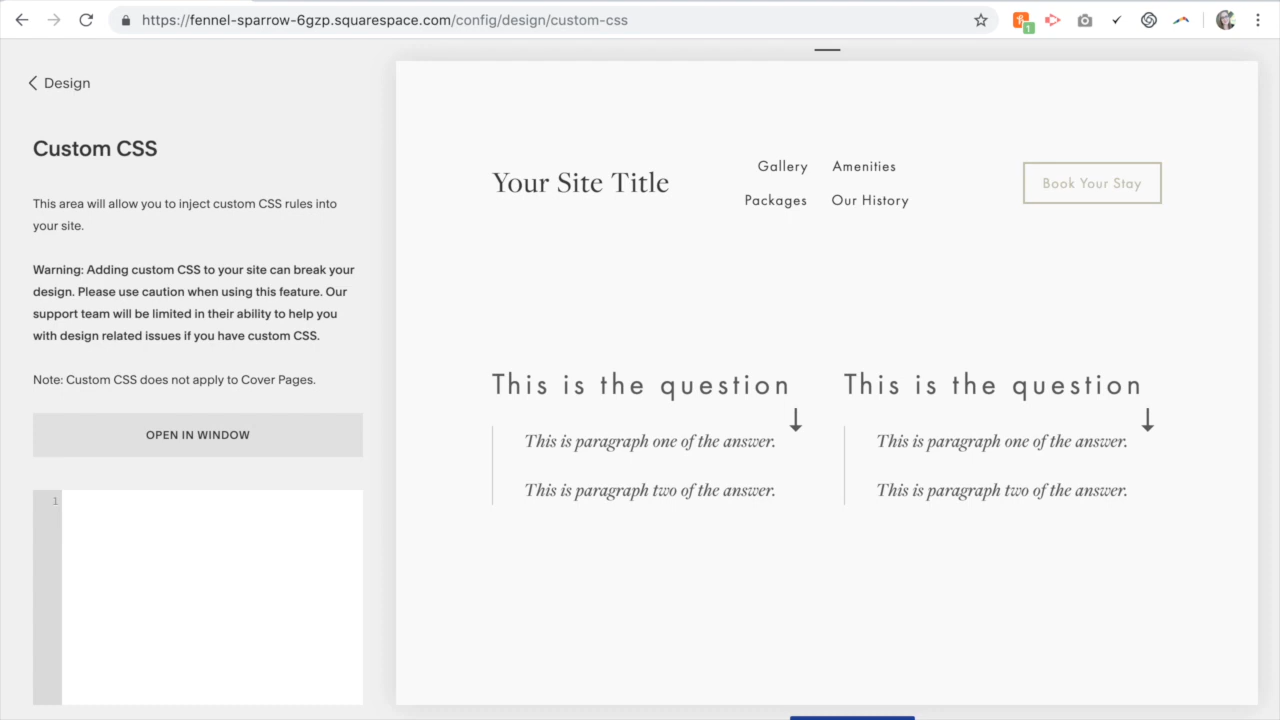 https://fennel-sparrow-6gzp.squarespace.com/config/design/custom-css
1
Design
Custom CSS
This area will allow you to inject custom CSS rules into
your site.
Warning: Adding custom CSS to your site can break your
design. Please use caution when using this feature. Our
support team will be limited in their ability to help you
with design related issues if you have custom CSS.
Note: Custom CSS does not apply to Cover Pages.
OPEN IN WINDOW
1
Your Site Title
Gallery Amenities
Packages Our History
Book Your Stay
This is the question
This is paragraph one of the answer.
This is paragraph two of the answer.
This is the question
This is paragraph one of the answer.
This is paragraph two of the answer.